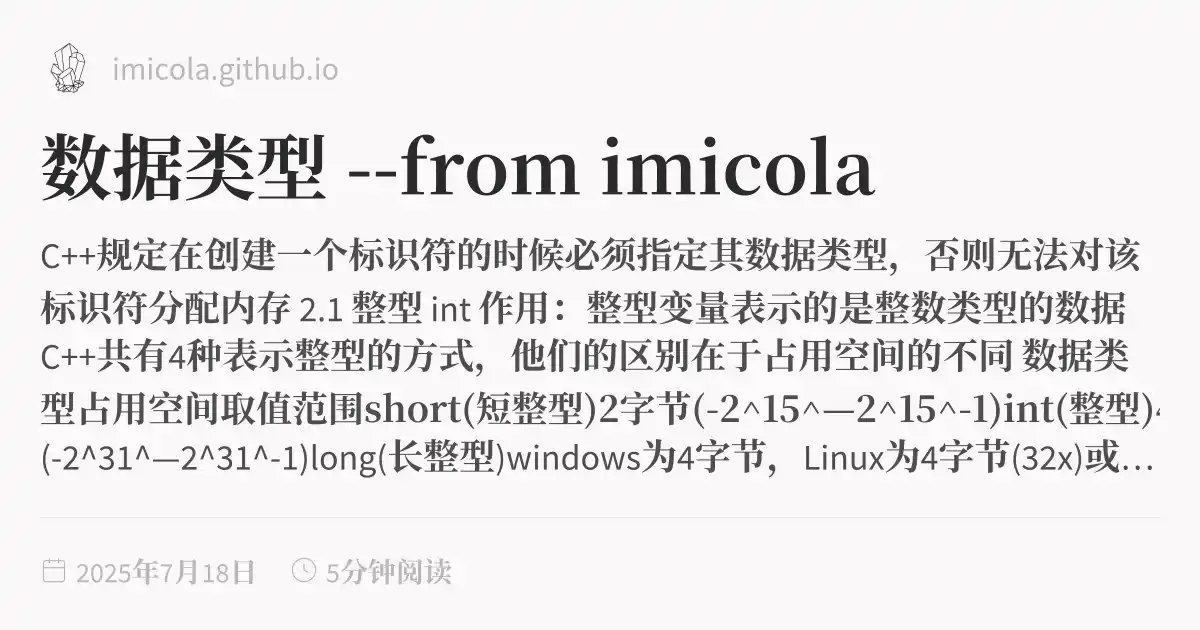 imicola.github.io
数据类型 --from imicola
C++规定在创建一个标识符的时候必须指定其数据类型，否则无法对该
标识符分配内存 2.1 整型 int 作用：整型变量表示的是整数类型的数据
C++共有4种表示整型的方式，他们的区别在于占用空间的不同 数据类
型占用空间取值范围short(短整型)2字节(-2^15^—2^15^-1)int(整型)
(-2^31^—2^31^-1)long(长整型)windows为4字节，Linux为4字节(32x)或…
2025年7月18日
5分钟阅读